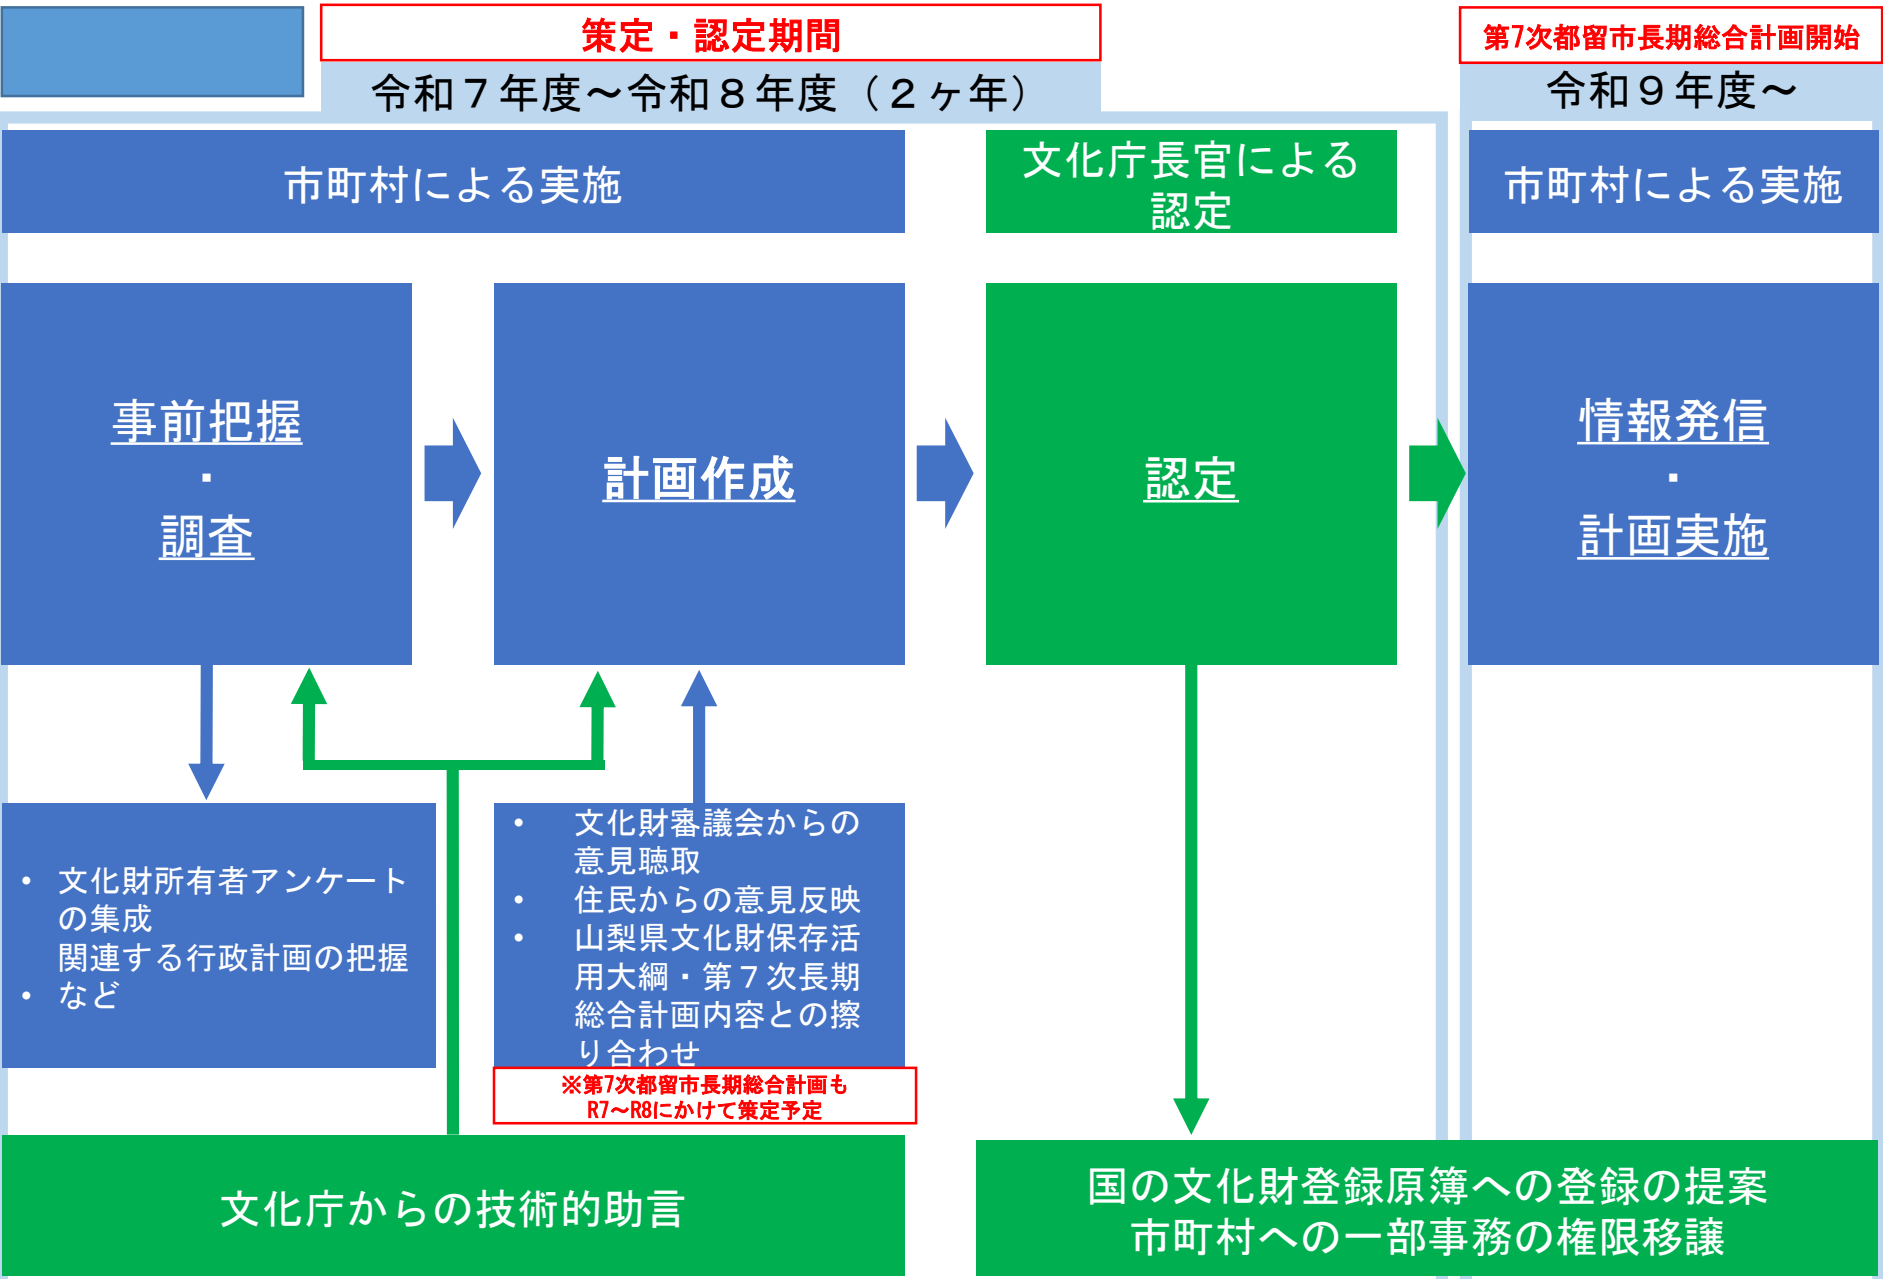 策定・認定期間
令和７年度～令和８年度（２ヶ年）
第7次都留市長期総合計画開始
令和９年度～
市町村による実施
文化庁長官による
認定
市町村による実施
事前把握
・
調査
計画作成
認定
情報発信
・
計画実施
• 文化財所有者アンケート
の集成
関連する行政計画の把握
• など
• 文化財審議会からの
意見聴取
• 住民からの意見反映
• 山梨県文化財保存活
用大綱・第７次長期
総合計画内容との擦
り合わせ
※第7次都留市長期総合計画も
R7～R8にかけて策定予定
文化庁からの技術的助言
国の文化財登録原簿への登録の提案
市町村への一部事務の権限移譲